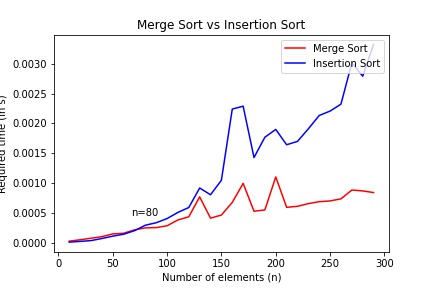 Merge Sort vs Insertion Sort
Merge Sort
Insertion Sort
0.0030
0.0025
0.0020
0.0015
0.0010
0.0005
0.0000
n=80
0
50
100
150
200
250
300
Number of elements (n)
Required time (in s)